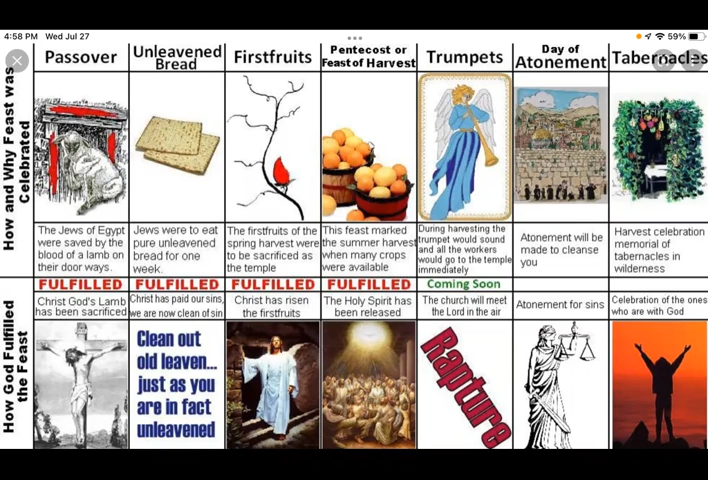 4:58 PM Wed Jul 27
59%
Passover
Unleavened
Bread
Firstfruits
Pentecost or
Feast of Harvest
Trumpets
Day of
Atonement
Tabernacles
How and Why Feast was
Celebrated
The Jews of Egypt
were saved by the
blood of a lamb on
their door ways.
Jews were to eat
pure unleavened
bread for one
week.
The firstfruits of the
spring harvest were
to be sacrificed as
the temple
This feast marked
the summer harvest
when many crops
were available
During harvesting the
trumpet would sound
and all the workers
would go to the temple
immediately
Atonement will be
made to cleanse
you
Harvest celebration
memorial of
tabernacles in
wilderness
How God Fulfilled
the Feast
FULFILLED
FULFILLED
FULFILLED
FULFILLED
Coming Soon
Christ God's Lamb
has been sacrificed
Christ has paid our sins,
we are now clean of sin
Christ has risen
the firstfruits
The Holy Spirit has
been released
The church will meet
the Lord in the air
Atonement for sins
Celebration of the ones
who are with God
Clean out
old leaven...
just as you
are in fact
unleavened
Rapture